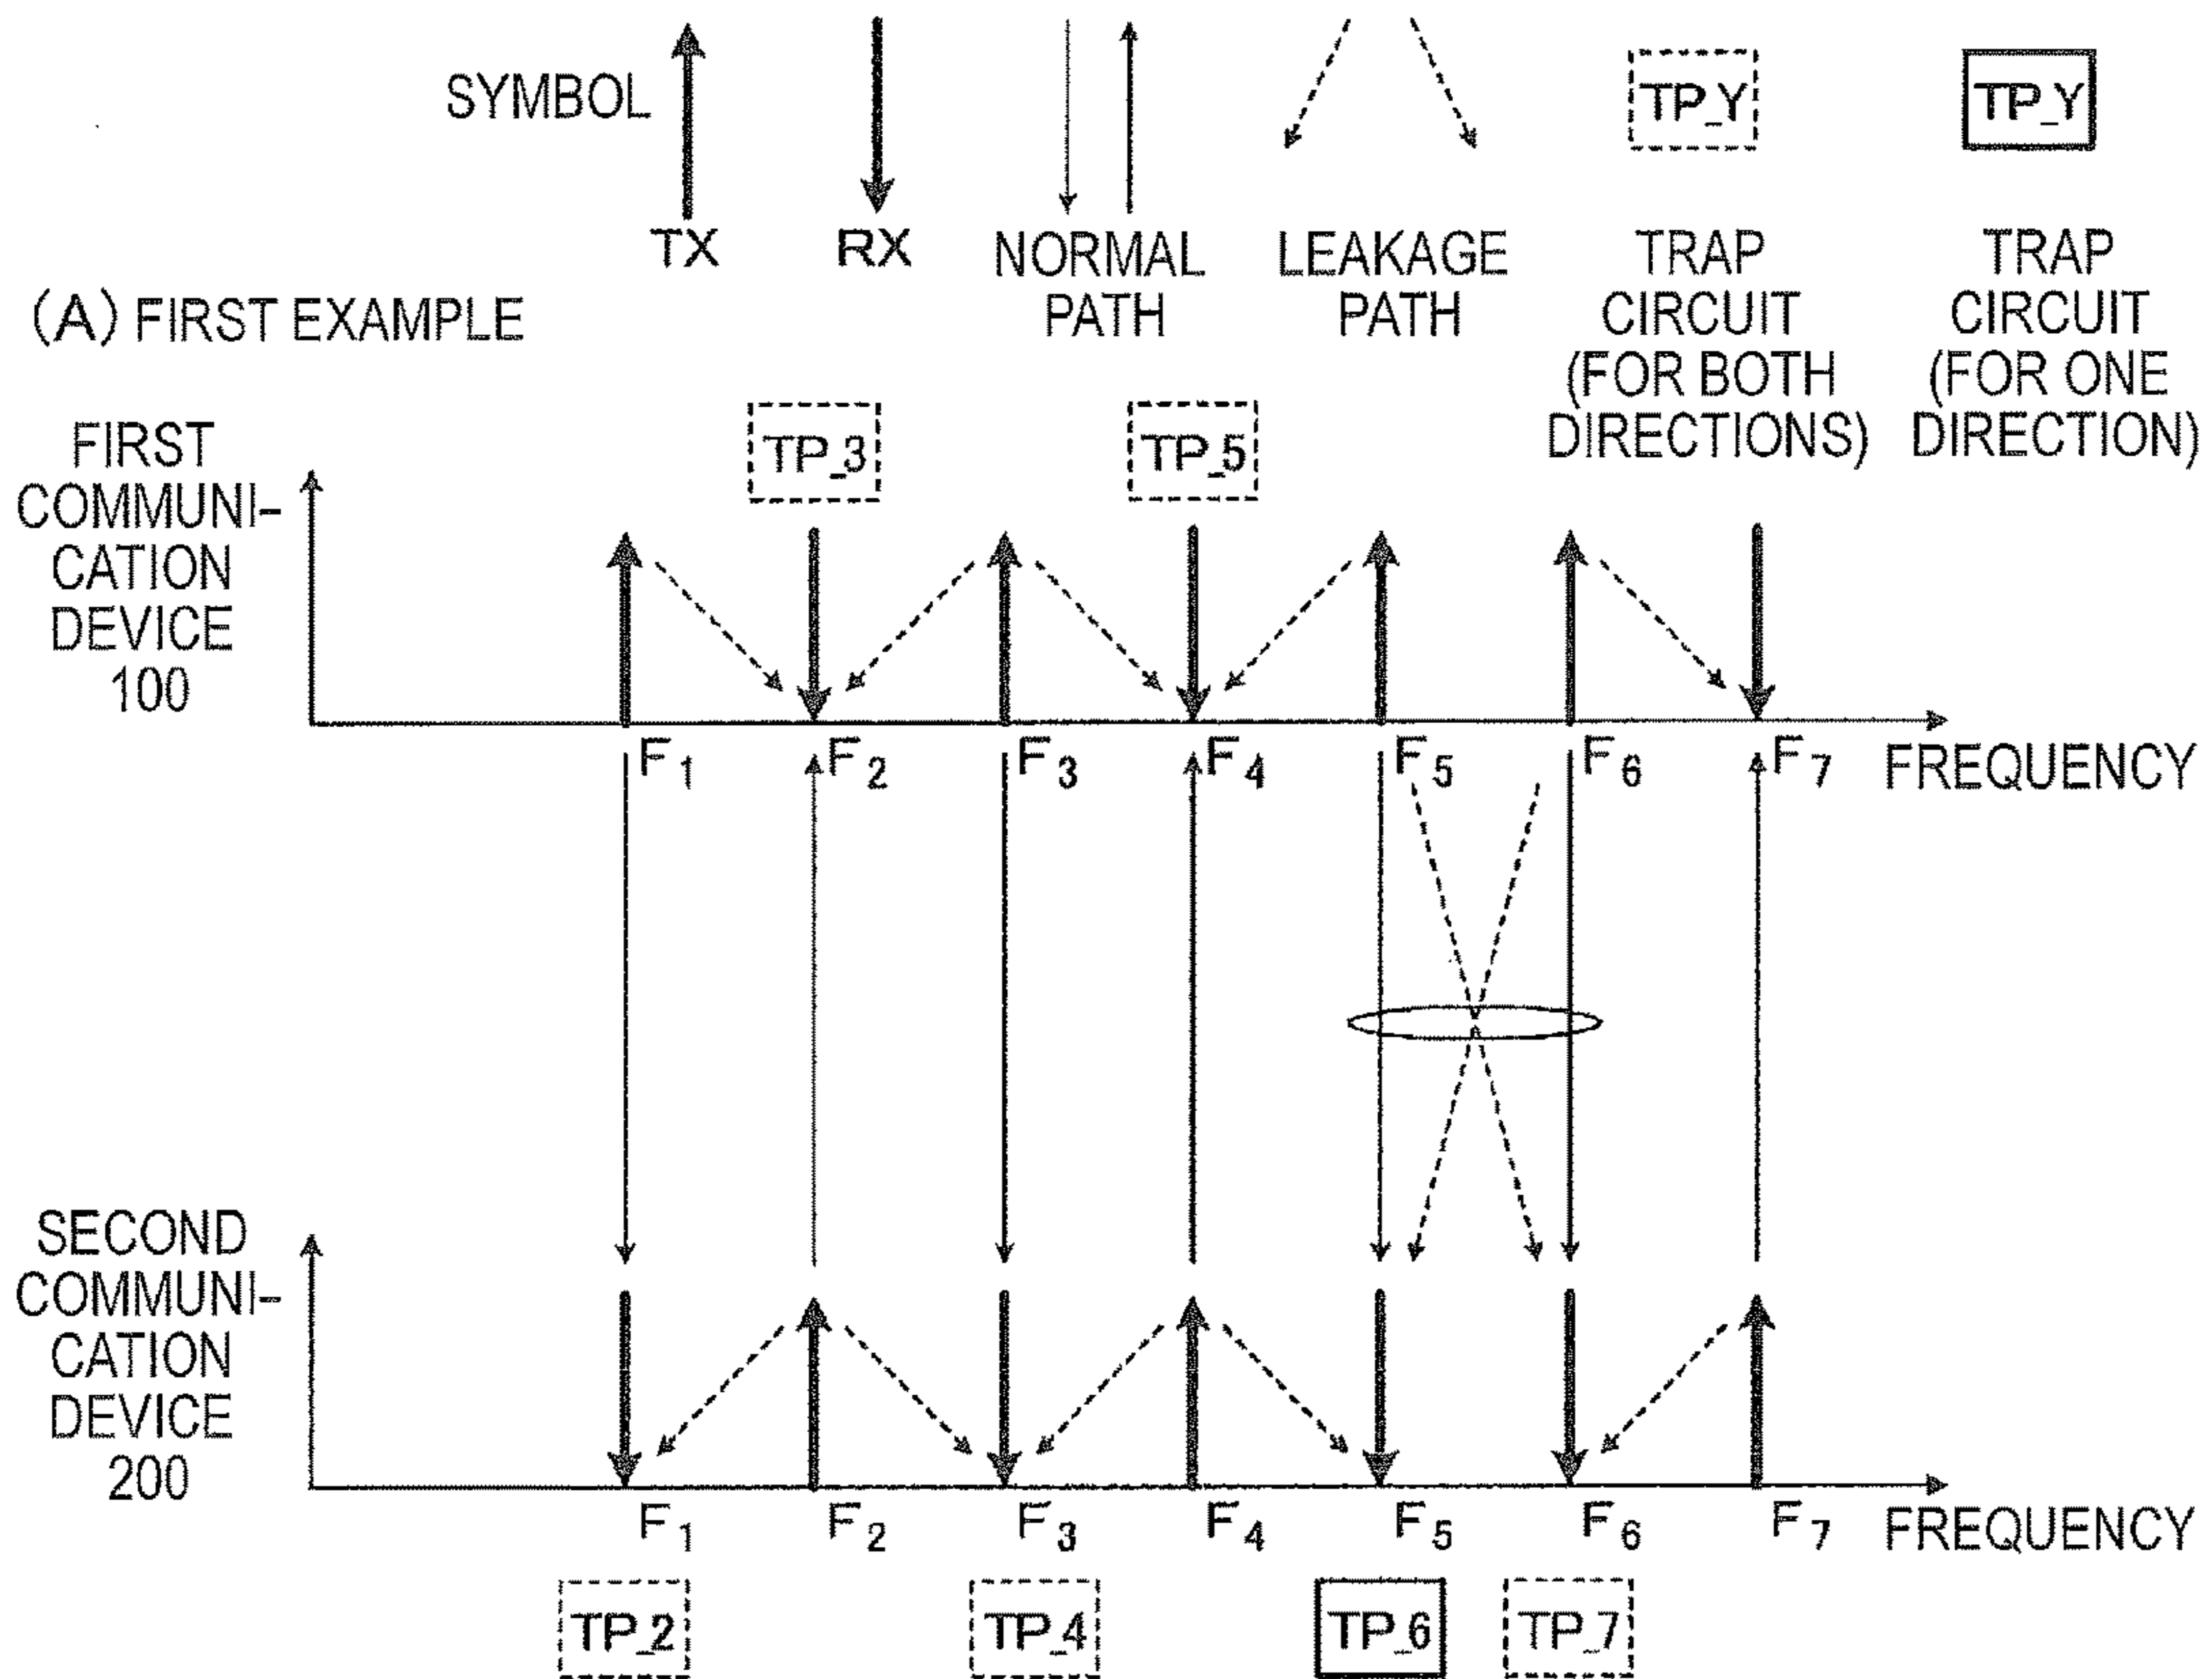 SYMBOL
TX
RX
NORMAL
PATH
LEAKAGE
PATH
TP_Y
TRAP
CIRCUIT
(FOR BOTH
DIRECTIONS)
TP_Y
TRAP
CIRCUIT
(FOR ONE
DIRECTION)
(A) FIRST EXAMPLE
TP_3
TP_5
FIRST
COMMUNI-
CATION
DEVICE
100
F1 F2 F3 F4 F5 F6 F7 FREQUENCY
SECOND
COMMUNI-
CATION
DEVICE
200
F1 F2 F3 F4 F5 F6 F7 FREQUENCY
TP_2 TP_4 TP_6 TP_7